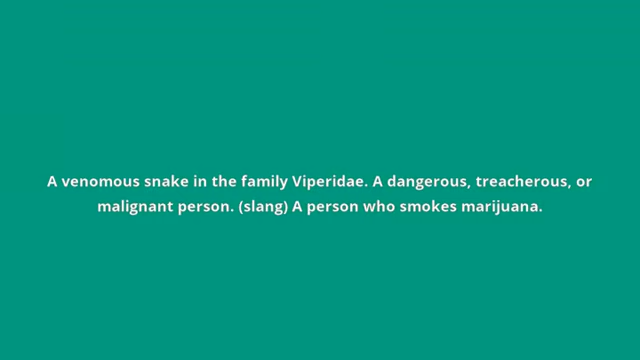 A venomous snake in the family Viperidae. A dangerous, treacherous, or
malignant person. (slang) A person who smokes marijuana.